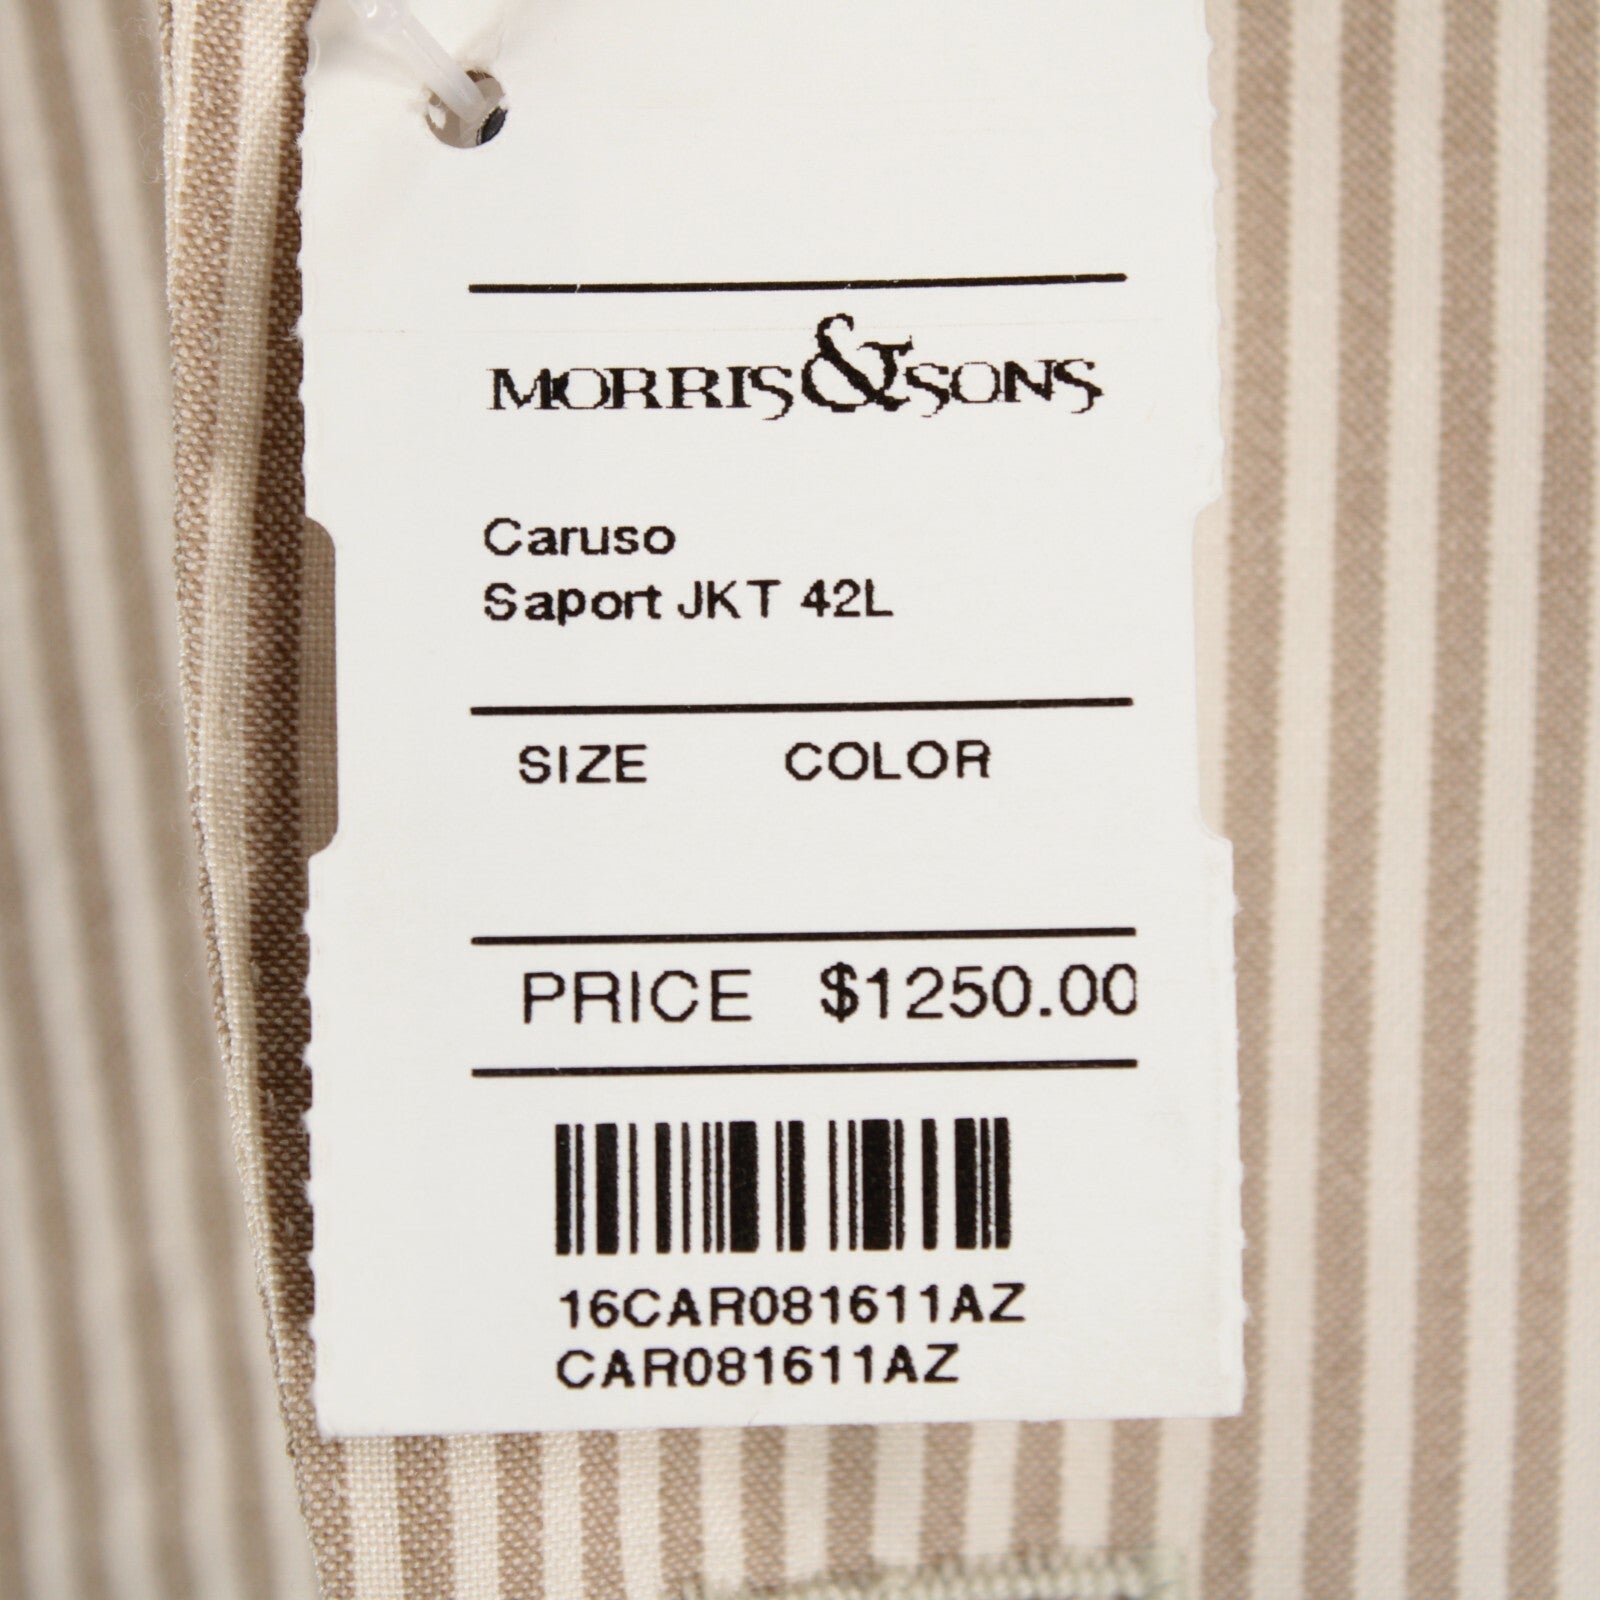 MORRIS&SONS
Caruso
Saport JKT 42L
SIZE COLOR
PRICE $1250.00
16CAR081611AZ
CAR081611AZ